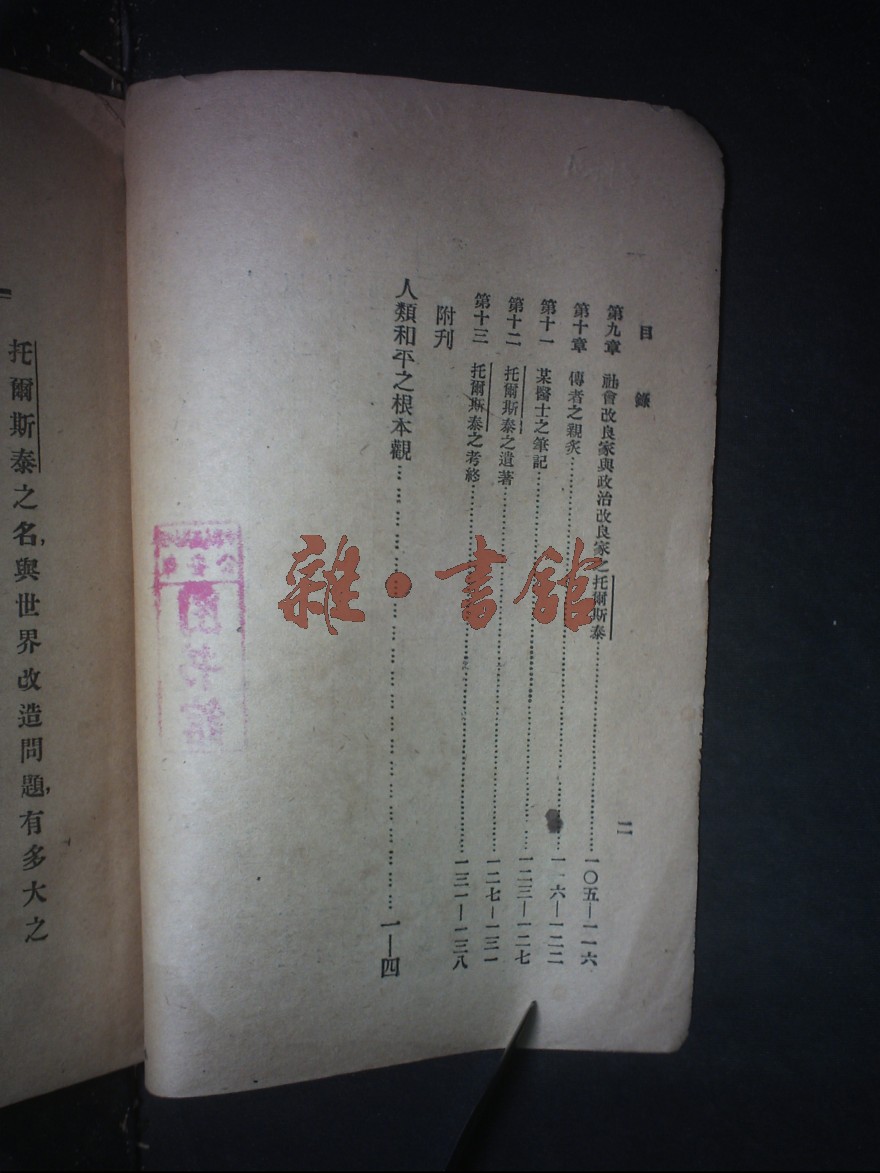 目錄
二
第九章 社會改良家與政治改良家之托爾斯泰 一〇五—一一六
第十章 傳者之親炙 一一六—一二二
第十一 某醫士之筆記 一二三—一二七
第十二 托爾斯泰之遺著 一二七—一三一
第十三 托爾斯泰之考終 一三一—一三八
附刊
人類和平之根本觀 一—四
图书馆
雜·書館
托爾斯泰之名,與世界改造問題,有多大之